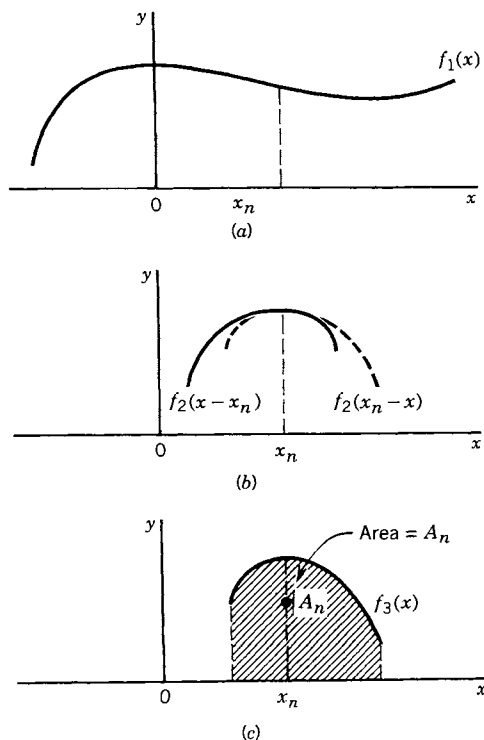 y
f₁(x)
0
xₙ
x
(a)
y
f₂(x − xₙ)
f₂(xₙ − x)
0
xₙ
x
(b)
y
Area = Aₙ
Aₙ
f₃(x)
0
xₙ
x
(c)